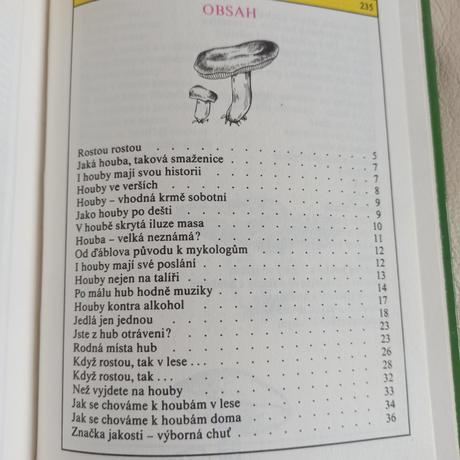 235
OBSAH
Rostou rostou . . . . . . . . . . 5
Jaká houba, taková smaženice . . . . . . . 7
I houby mají svou historii . . . . . . . . 7
Houby ve verších . . . . . . . . . . 8
Houby – vhodná krmě sobotní . . . . . . . 9
Jako houby po dešti . . . . . . . . . 9
V houbě skrytá iluze masa . . . . . . . . 10
Houba – velká neznámá? . . . . . . . . 11
Od ďáblova původu k mykologům . . . . . . 12
I houby mají své poslání . . . . . . . . 12
Houby nejen na talíři . . . . . . . . . 13
Po málu hub hodně muziky . . . . . . . . 14
Houby kontra alkohol . . . . . . . . . 17
Jedlá jen jednou . . . . . . . . . . 18
Jste z hub otráveni? . . . . . . . . . 23
Rodná místa hub . . . . . . . . . . 23
Když rostou, tak v lese . . . . . . . . . 26
Když rostou, tak . . . . . . . . . . 28
Než vyjdete na houby . . . . . . . . . 32
Jak se chováme k houbám v lese . . . . . . 33
Jak se chováme k houbám doma . . . . . . 34
Značka jakosti – výborná chuť . . . . . . . 36